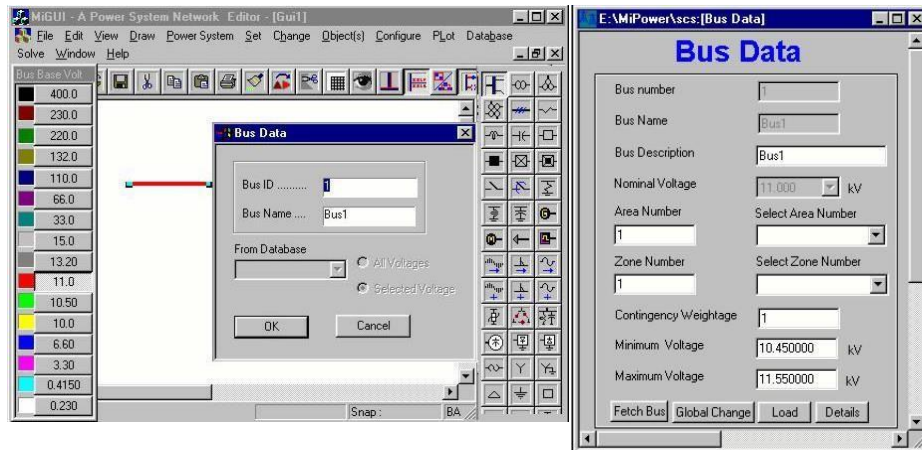 MiGUI - A Power System Network Editor - [Gui1]
File Edit View Draw Power System Set Change Object(s) Configure PLot Database
Solve Window Help
Bus Base Volt
400.0
230.0
220.0
132.0
110.0
66.0
33.0
15.0
13.20
11.0
10.50
10.0
6.60
3.30
0.4150
0.230
Bus Data
Bus ID .......... 1
Bus Name .... Bus1
From Database
All Voltages
Selected Voltage
OK Cancel
Snap : BA
E:\MiPower\scs:[Bus Data]
Bus Data
Bus number 1
Bus Name Bus1
Bus Description Bus1
Nominal Voltage 11.000 kV
Area Number Select Area Number
1
Zone Number Select Zone Number
1
Contingency Weightage 1
Minimum Voltage 10.450000 kV
Maximum Voltage 11.550000 kV
Fetch Bus Global Change Load Details